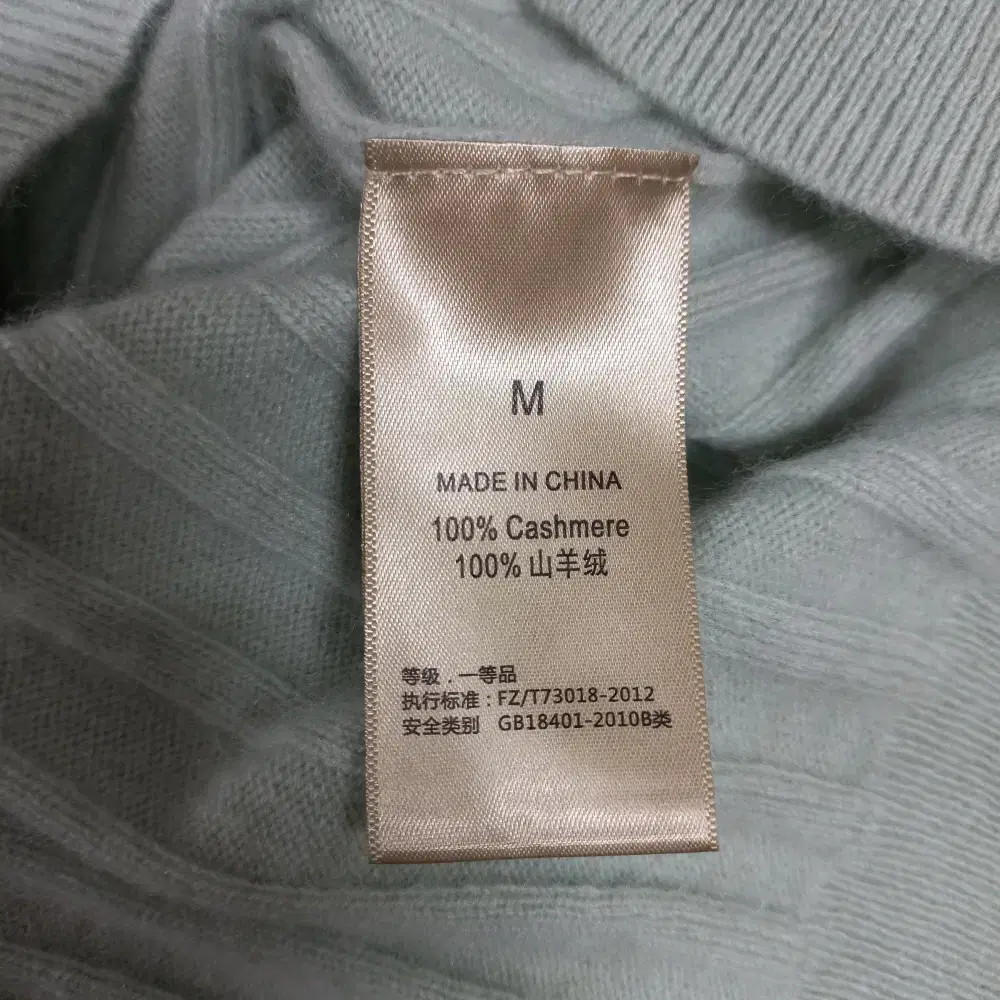 M
MADE IN CHINA
100% Cashmere
100% 山羊绒
等级．一等品
执行标准：FZ/T73018-2012
安全类别 GB18401-2010B类